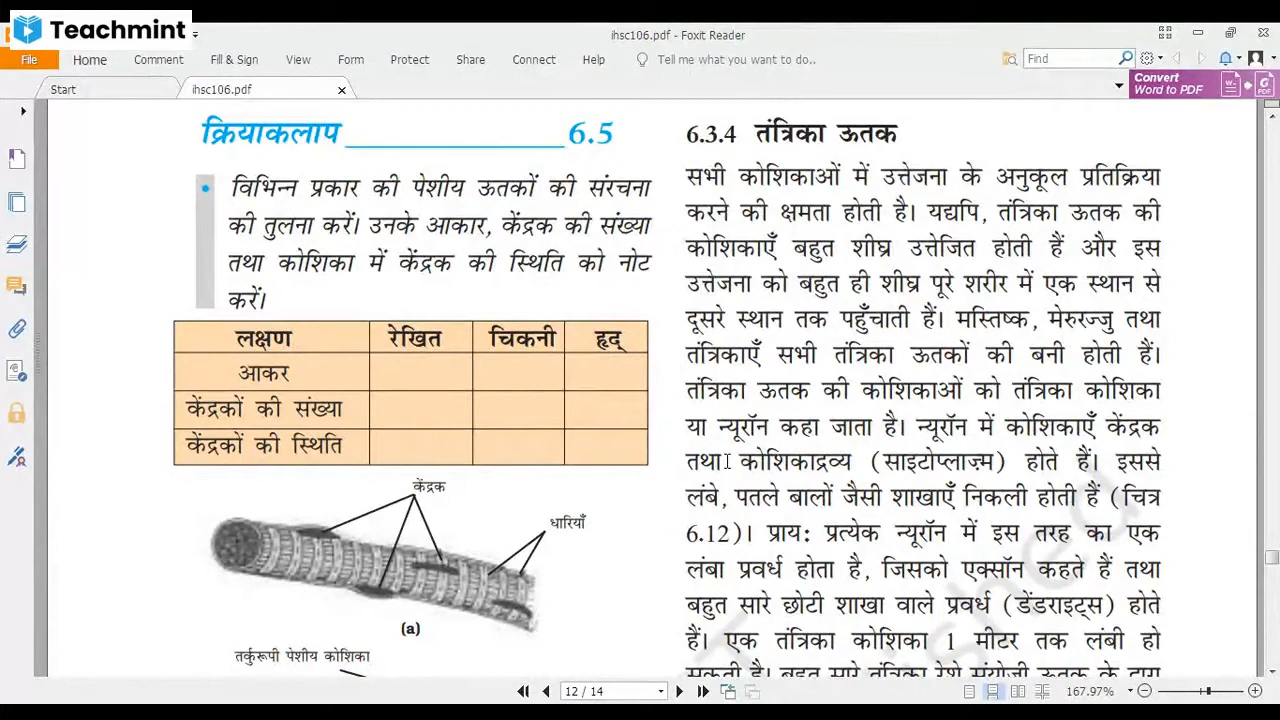 Teachmint
ihsc106.pdf - Foxit Reader
File Home Comment Fill & Sign View Form Protect Share Connect Help Tell me what you want to do.. Find
Start ihsc106.pdf
Convert
Word to PDF
क्रियाकलाप 6.5
विभिन्न प्रकार की पेशीय ऊतकों की संरचना
की तुलना करें। उनके आकार, केंद्रक की संख्या
तथा कोशिका में केंद्रक की स्थिति को नोट
करें।
लक्षण रेखित चिकनी हृद्
आकर
केंद्रकों की संख्या
केंद्रकों की स्थिति
केंद्रक
धारियाँ
(a)
तर्कुरूपी पेशीय कोशिका
6.3.4 तंत्रिका ऊतक
सभी कोशिकाओं में उत्तेजना के अनुकूल प्रतिक्रिया
करने की क्षमता होती है। यद्यपि, तंत्रिका ऊतक की
कोशिकाएँ बहुत शीघ्र उत्तेजित होती हैं और इस
उत्तेजना को बहुत ही शीघ्र पूरे शरीर में एक स्थान से
दूसरे स्थान तक पहुँचाती हैं। मस्तिष्क, मेरुरज्जु तथा
तंत्रिकाएँ सभी तंत्रिका ऊतकों की बनी होती हैं।
तंत्रिका ऊतक की कोशिकाओं को तंत्रिका कोशिका
या न्यूरॉन कहा जाता है। न्यूरॉन में कोशिकाएँ केंद्रक
तथा कोशिकाद्रव्य (साइटोप्लाज़्म) होते हैं। इससे
लंबे, पतले बालों जैसी शाखाएँ निकली होती हैं (चित्र
6.12)। प्राय: प्रत्येक न्यूरॉन में इस तरह का एक
लंबा प्रवर्ध होता है, जिसको एक्सॉन कहते हैं तथा
बहुत सारे छोटी शाखा वाले प्रवर्ध (डेंडराइट्स) होते
हैं। एक तंत्रिका कोशिका 1 मीटर तक लंबी हो
सकती है। बहुत सारे तंत्रिका रेशे संयोजी ऊतक के द्वारा
12 / 14 167.97%